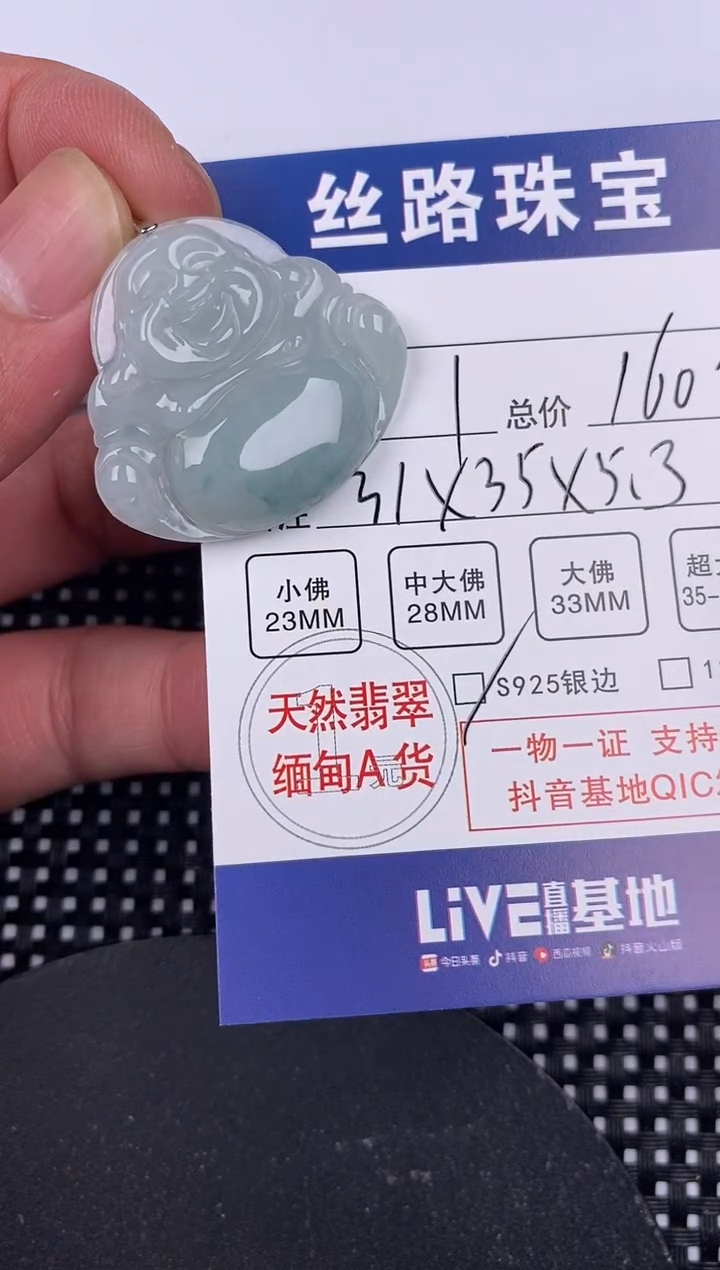 丝路珠宝
1 总价 160
31X35X5.3
小佛 中大佛 大佛
23MM 28MM 33MM 35-
S925银边
天然翡翠
缅甸A货
一物一证 支持
抖音基地QIC
LiVE直播基地
今日头条 抖音 西瓜视频 抖音火山版